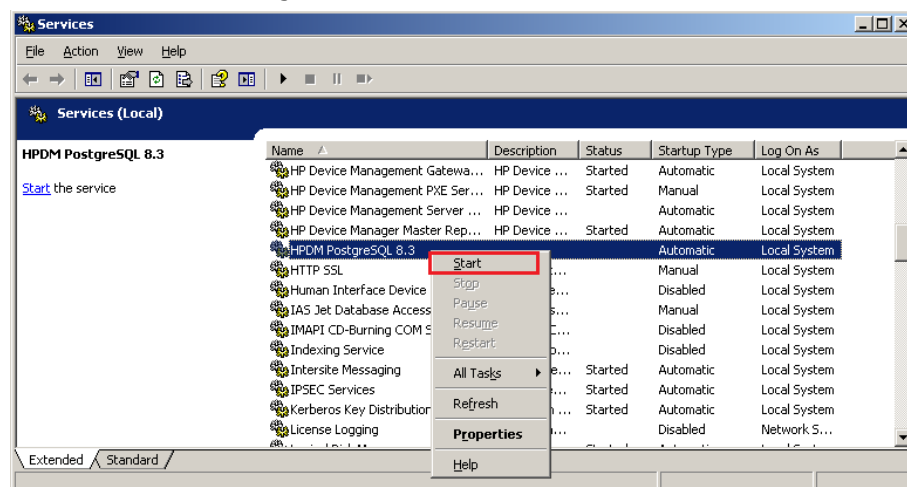 Services
File Action View Help
Services (Local)
HPDM PostgreSQL 8.3
Start the service
Name Description Status Startup Type Log On As
HP Device Management Gatewa... HP Device ... Started Automatic Local System
HP Device Management PXE Ser... HP Device ... Started Manual Local System
HP Device Management Server ... HP Device ... Automatic Local System
HP Device Manager Master Rep... HP Device ... Started Automatic Local System
HPDM PostgreSQL 8.3 Automatic Local System
HTTP SSL Manual Local System
Human Interface Device Disabled Local System
IAS Jet Database Access Manual Local System
IMAPI CD-Burning COM Disabled Local System
Indexing Service Disabled Local System
Intersite Messaging Started Automatic Local System
IPSEC Services Started Automatic Local System
Kerberos Key Distribution Started Automatic Local System
License Logging Disabled Network S...
Start
Stop
Pause
Resume
Restart
All Tasks
Refresh
Properties
Help
Extended Standard